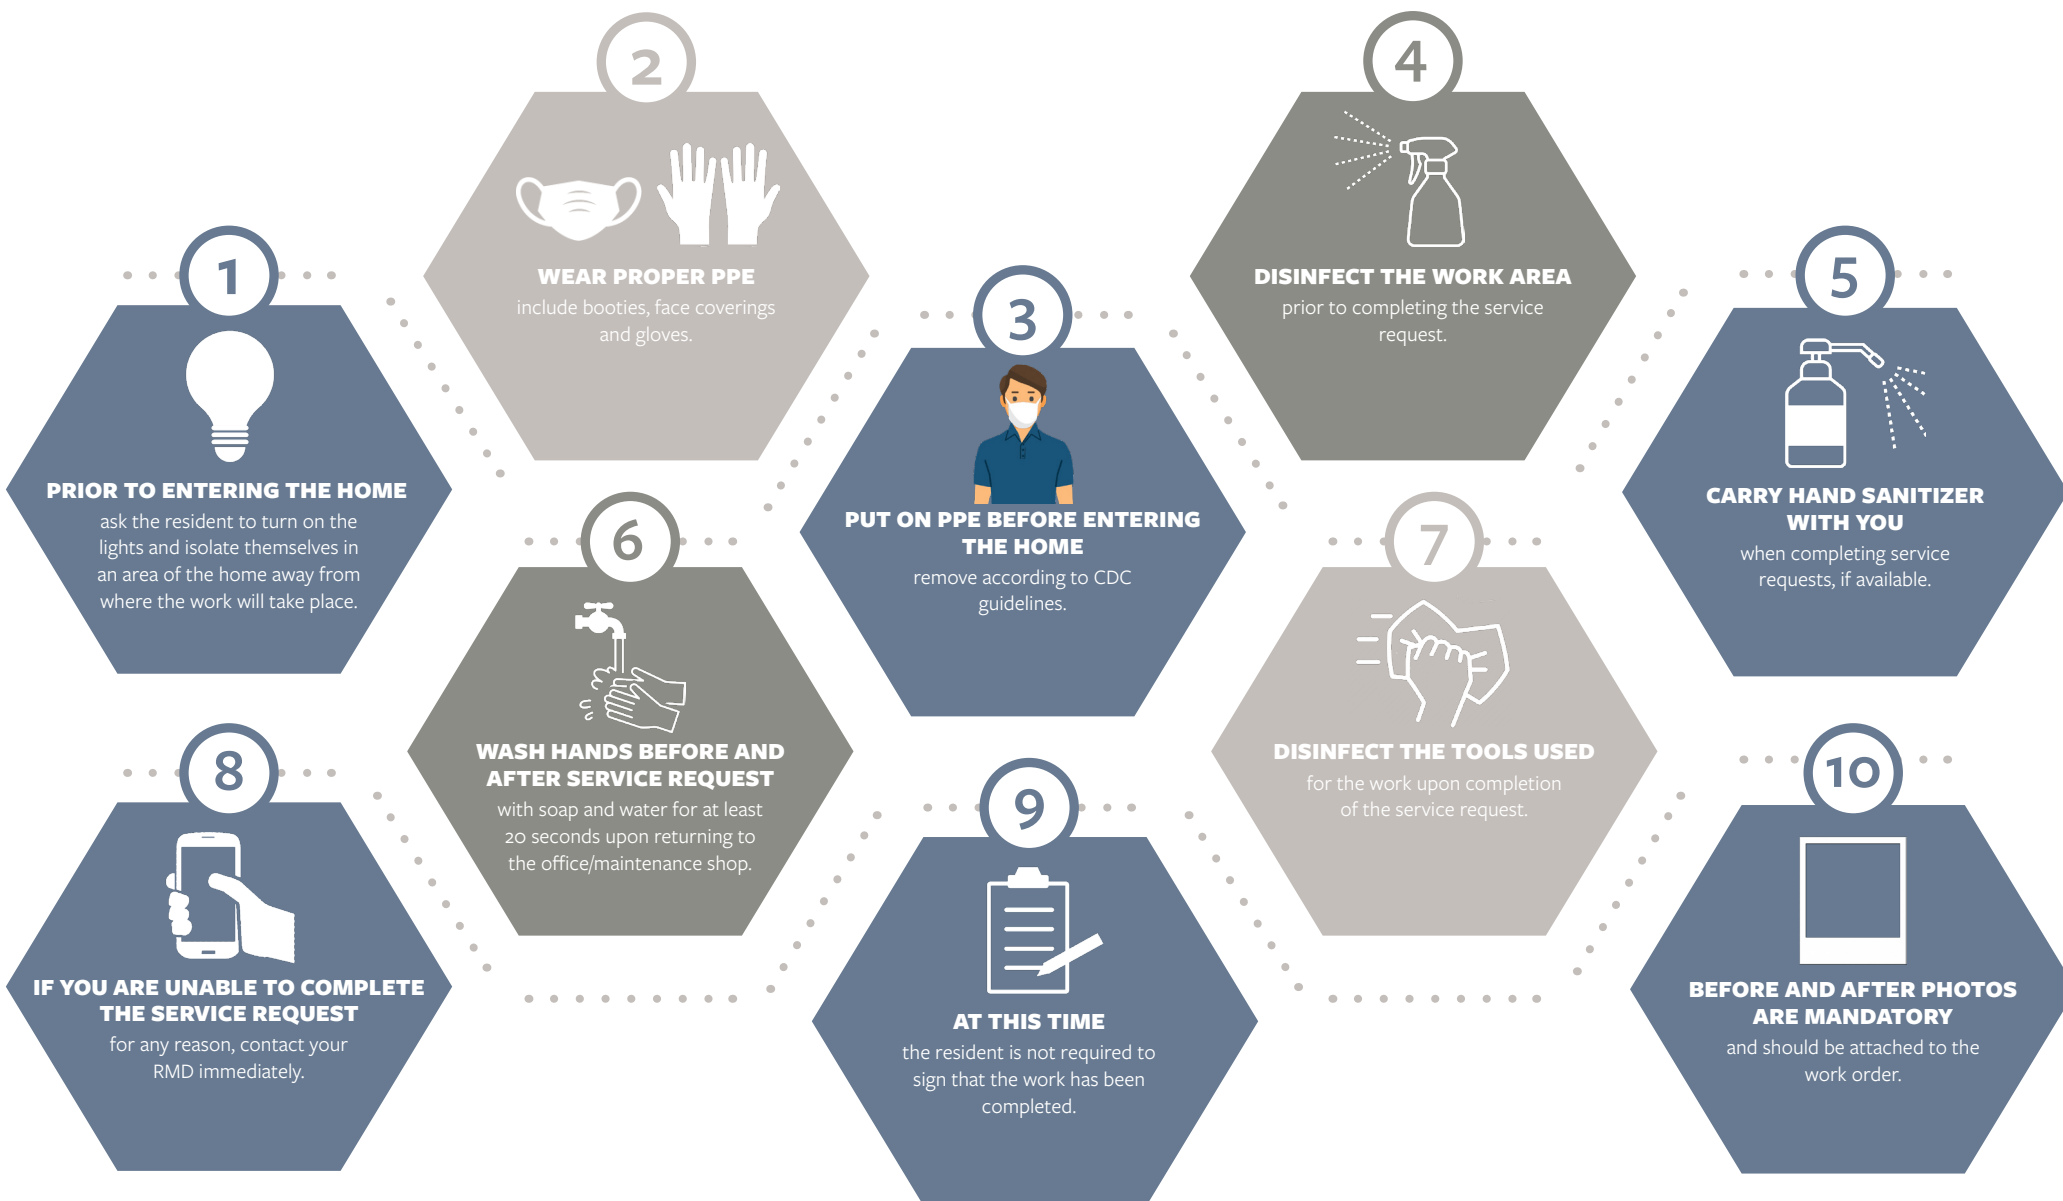 1
PRIOR TO ENTERING THE HOME
ask the resident to turn on the
lights and isolate themselves in
an area of the home away from
where the work will take place.
2
WEAR PROPER PPE
include booties, face coverings
and gloves.
3
PUT ON PPE BEFORE ENTERING
THE HOME
remove according to CDC
guidelines.
4
DISINFECT THE WORK AREA
prior to completing the service
request.
5
CARRY HAND SANITIZER
WITH YOU
when completing service
requests, if available.
6
WASH HANDS BEFORE AND
AFTER SERVICE REQUEST
with soap and water for at least
20 seconds upon returning to
the office/maintenance shop.
7
DISINFECT THE TOOLS USED
for the work upon completion
of the service request.
8
IF YOU ARE UNABLE TO COMPLETE
THE SERVICE REQUEST
for any reason, contact your
RMD immediately.
9
AT THIS TIME
the resident is not required to
sign that the work has been
completed.
10
BEFORE AND AFTER PHOTOS
ARE MANDATORY
and should be attached to the
work order.